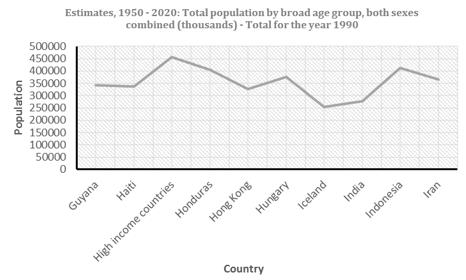 Estimates, 1950 - 2020: Total population by broad age group, both sexes
combined (thousands) - Total for the year 1990
500000
450000
400000
350000
300000
250000
200000
150000
100000
50000
0
Population
Guyana
Haiti
High income countries
Honduras
Hong Kong
Hungary
Iceland
India
Indonesia
Iran
Country